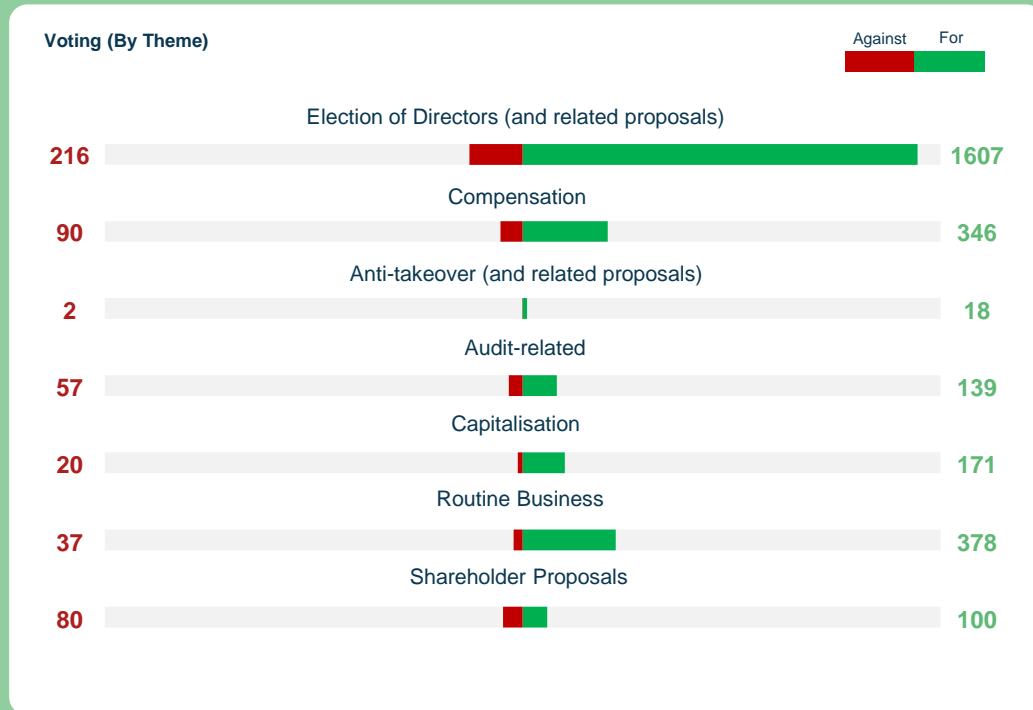 Voting (By Theme)
Against For
Election of Directors (and related proposals)
216 1607
Compensation
90 346
Anti-takeover (and related proposals)
2 18
Audit-related
57 139
Capitalisation
20 171
Routine Business
37 378
Shareholder Proposals
80 100